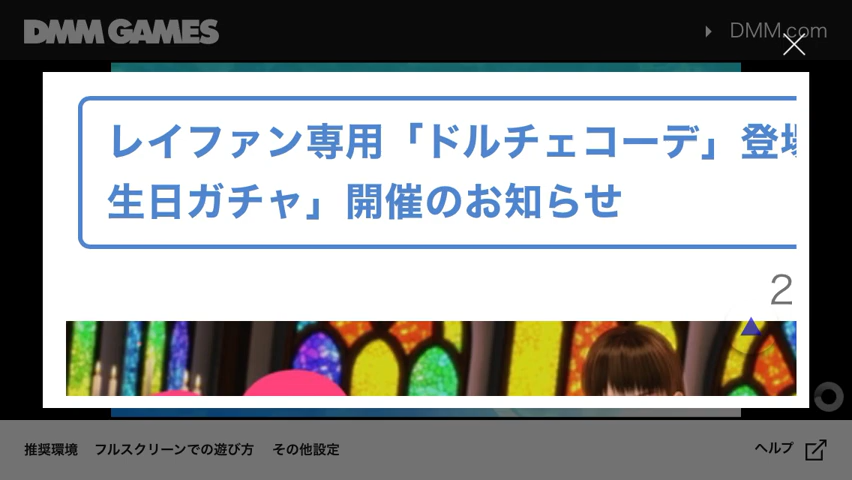 DMM GAMES
DMM.com
レイファン専用「ドルチェコーデ」登場
生日ガチャ」開催のお知らせ
2
推奨環境 フルスクリーンでの遊び方 その他設定
ヘルプ